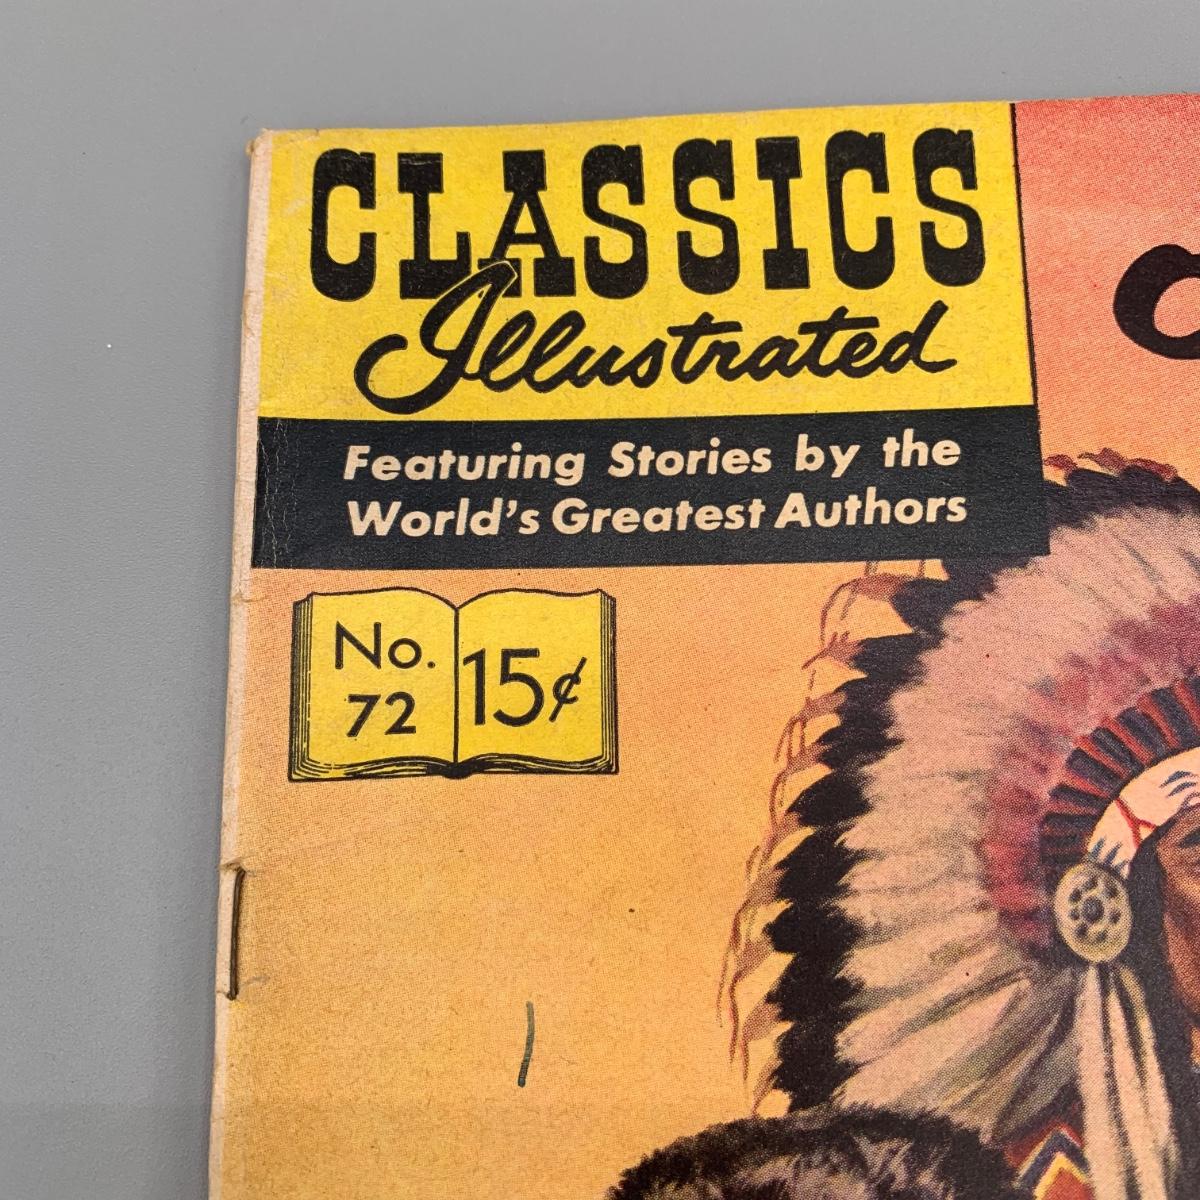 CLASSICS
Illustrated
Featuring Stories by the
World's Greatest Authors
No.
72
15¢